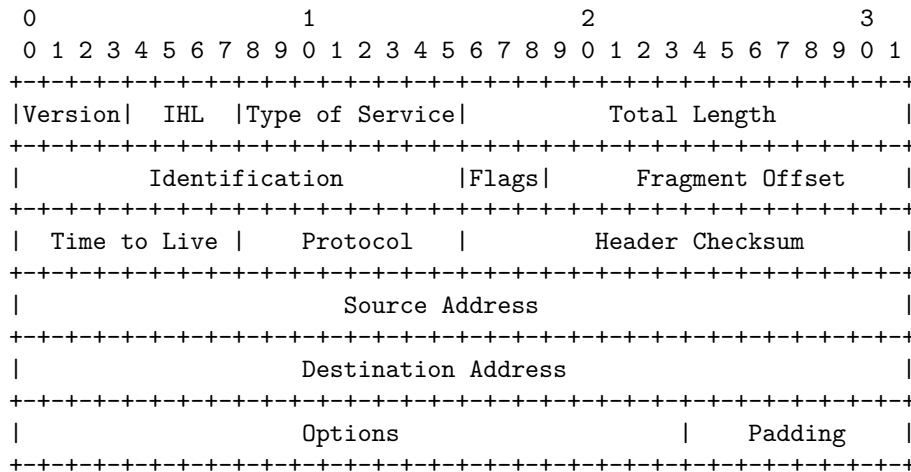 0                   1                   2                   3
0 1 2 3 4 5 6 7 8 9 0 1 2 3 4 5 6 7 8 9 0 1 2 3 4 5 6 7 8 9 0 1
+-+-+-+-+-+-+-+-+-+-+-+-+-+-+-+-+-+-+-+-+-+-+-+-+-+-+-+-+-+-+-+-+
|Version|  IHL  |Type of Service|          Total Length         |
+-+-+-+-+-+-+-+-+-+-+-+-+-+-+-+-+-+-+-+-+-+-+-+-+-+-+-+-+-+-+-+-+
|         Identification        |Flags|      Fragment Offset    |
+-+-+-+-+-+-+-+-+-+-+-+-+-+-+-+-+-+-+-+-+-+-+-+-+-+-+-+-+-+-+-+-+
|  Time to Live |    Protocol   |         Header Checksum       |
+-+-+-+-+-+-+-+-+-+-+-+-+-+-+-+-+-+-+-+-+-+-+-+-+-+-+-+-+-+-+-+-+
|                       Source Address                          |
+-+-+-+-+-+-+-+-+-+-+-+-+-+-+-+-+-+-+-+-+-+-+-+-+-+-+-+-+-+-+-+-+
|                    Destination Address                        |
+-+-+-+-+-+-+-+-+-+-+-+-+-+-+-+-+-+-+-+-+-+-+-+-+-+-+-+-+-+-+-+-+
|                    Options                    |    Padding    |
+-+-+-+-+-+-+-+-+-+-+-+-+-+-+-+-+-+-+-+-+-+-+-+-+-+-+-+-+-+-+-+-+